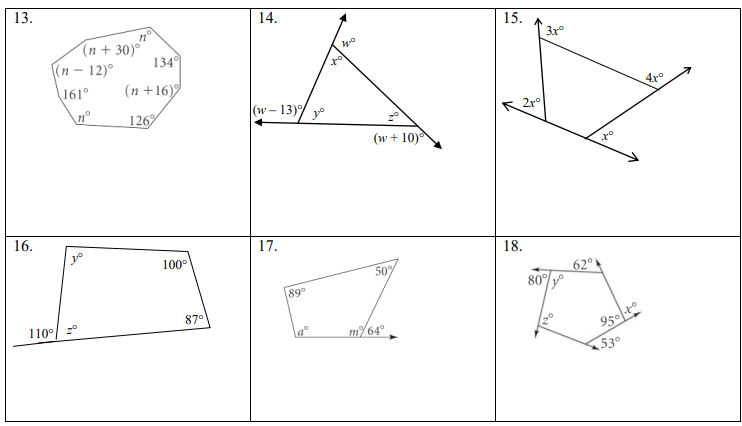 13.
n°
(n + 30)°
134°
(n − 12)°
161°
(n +16)°
n°
126°
14.
w°
x°
(w – 13)°
y°
z°
(w + 10)°
15.
3x°
4x°
2x°
x°
16.
y°
100°
110°
z°
87°
17.
50°
89°
a°
m°
64°
18.
62°
80°
y°
x°
z°
95°
53°